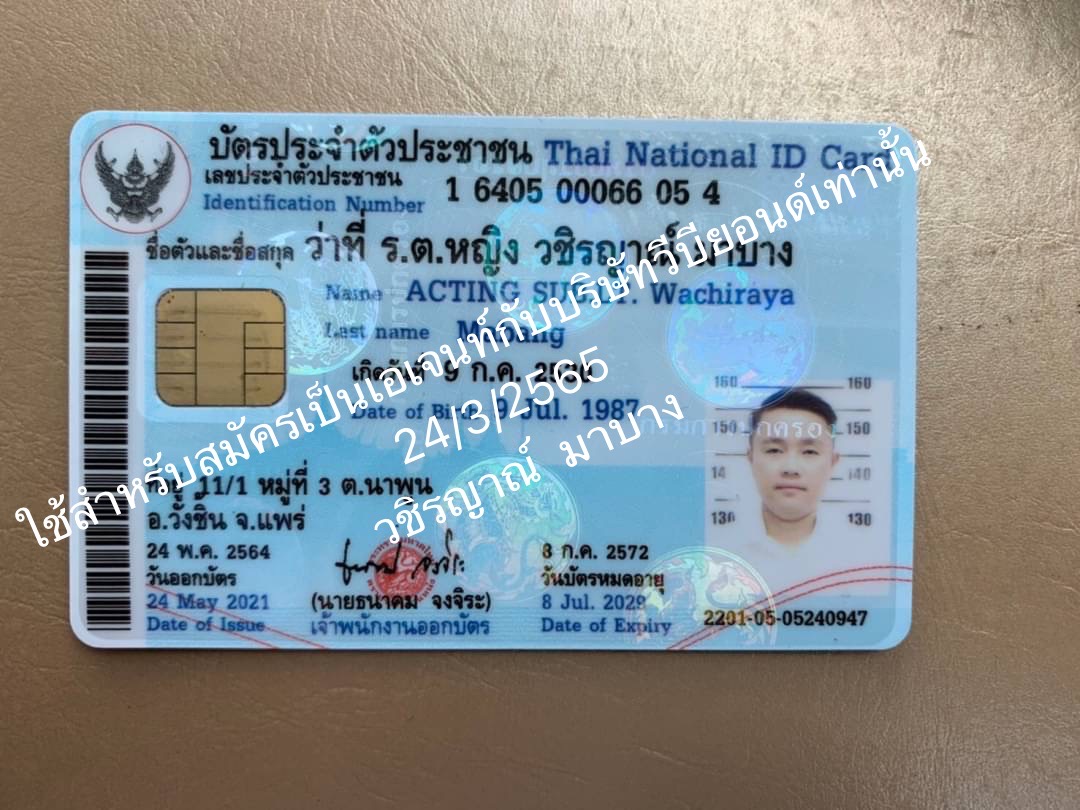 บัตรประจำตัวประชาชน Thai National ID Card
เลขประจำตัวประชาชน
Identification Number
1 6405 00066 05 4
ชื่อตัวและชื่อสกุล ว่าที่ ร.ต.หญิง วชิรญาณ์ มาบาง
Name ACTING Wachiraya
Last name
เกิดวันที่ 9 ก.ค.
Date of Birth 9 Jul. 1987
ใช้สำหรับสมัครเป็นเอเจนท์กับบริษัทวีบียอนด์เท่านั้น
24/3/2565
วชิรญาณ์ มาบาง
160 160
150 150
14 140
130 130
ที่อยู่ 11/1 หมู่ที่ 3 ต.นาพูน
อ.วังชิ้น จ.แพร่
24 พ.ค. 2564
วันออกบัตร
24 May 2021
Date of Issue
(นายธนาคม จงจิระ)
เจ้าพนักงานออกบัตร
8 ก.ค. 2572
วันบัตรหมดอายุ
8 Jul. 2029
Date of Expiry
2201-05-05240947